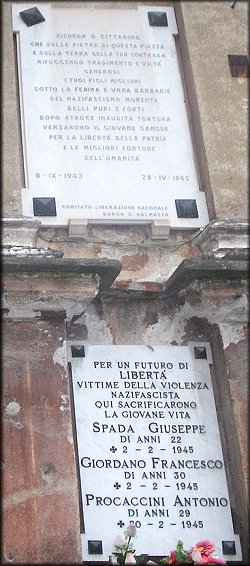 RICORDA O CITTADINO
CHE SULLE PIETRE DI QUESTA PIAZZA
E SULLA TERRA DELLA TUA CONTRADA
RIFUGGENDO TRADIMENTO E VILTÀ
GENEROSI
I TUOI FIGLI MIGLIORI
SOTTO LA FERINA E VANA BARBARIE
DEL NAZIFASCISMO MORENTE
BELLI PURI E FORTI
DOPO ATROCE INAUDITA TORTURA
VERSARONO IL GIOVANE SANGUE
PER LA LIBERTÀ DELLA PATRIA
E LE MIGLIORI FORTUNE
DELL'UMANITÀ
8-IX-1943 28-IV-1945
COMITATO LIBERAZIONE NAZIONALE
BORGO S. DALMAZZO
PER UN FUTURO DI
LIBERTÀ
VITTIME DELLA VIOLENZA
NAZIFASCISTA
QUI SACRIFICARONO
LA GIOVANE VITA
SPADA GIUSEPPE
DI ANNI 22
+ 2 - 2 - 1945
GIORDANO FRANCESCO
DI ANNI 30
+ 2 - 2 - 1945
PROCACCINI ANTONIO
DI ANNI 29
+ 20 - 2 - 1945